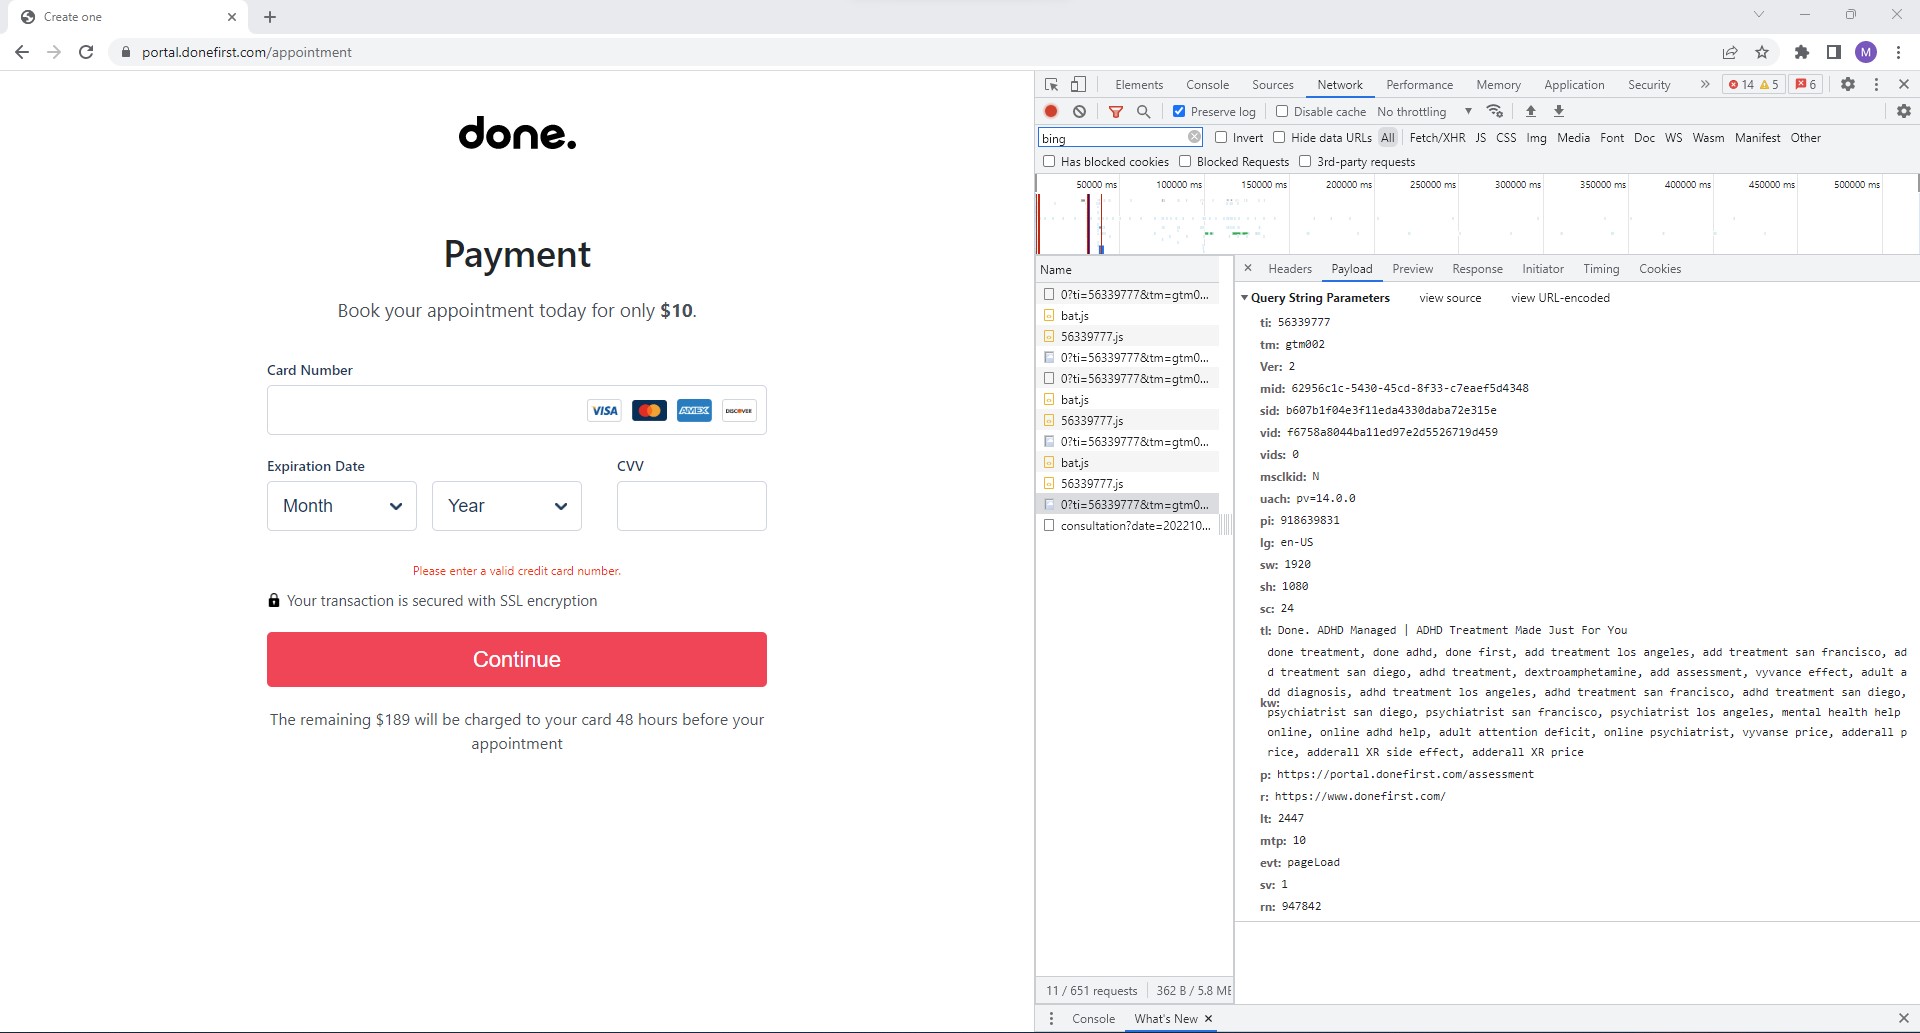 Create one
portal.donefirst.com/appointment
M
done.
Payment
Book your appointment today for only $10.
Card Number
VISA
AMEX
DISCOVER
Expiration Date
CVV
Month
Year
Please enter a valid credit card number.
Your transaction is secured with SSL encryption
Continue
The remaining $189 will be charged to your card 48 hours before your
appointment
Elements Console Sources Network Performance Memory Application Security » 14 5 6
Preserve log Disable cache No throttling
bing Invert Hide data URLs All Fetch/XHR JS CSS Img Media Font Doc WS Wasm Manifest Other
Has blocked cookies Blocked Requests 3rd-party requests
50000 ms 100000 ms 150000 ms 200000 ms 250000 ms 300000 ms 350000 ms 400000 ms 450000 ms 500000 ms
Name
0?ti=56339777&tm=gtm0...
bat.js
56339777.js
0?ti=56339777&tm=gtm0...
0?ti=56339777&tm=gtm0...
bat.js
56339777.js
0?ti=56339777&tm=gtm0...
bat.js
56339777.js
0?ti=56339777&tm=gtm0...
consultation?date=202210...
11 / 651 requests 362 B / 5.8 ME
Headers Payload Preview Response Initiator Timing Cookies
Query String Parameters view source view URL-encoded
ti: 56339777
tm: gtm002
Ver: 2
mid: 62956c1c-5430-45cd-8f33-c7eaef5d4348
sid: b607b1f04e3f11eda4330daba72e315e
vid: f6758a8044ba11ed97e2d5526719d459
vids: 0
msclkid: N
uach: pv=14.0.0
pi: 918639831
lg: en-US
sw: 1920
sh: 1080
sc: 24
tl: Done. ADHD Managed | ADHD Treatment Made Just For You
kw:
done treatment, done adhd, done first, add treatment los angeles, add treatment san francisco, ad
d treatment san diego, adhd treatment, dextroamphetamine, add assessment, vyvance effect, adult a
dd diagnosis, adhd treatment los angeles, adhd treatment san francisco, adhd treatment san diego,
psychiatrist san diego, psychiatrist san francisco, psychiatrist los angeles, mental health help
online, online adhd help, adult attention deficit, online psychiatrist, vyvanse price, adderall p
rice, adderall XR side effect, adderall XR price
p: https://portal.donefirst.com/assessment
r: https://www.donefirst.com/
lt: 2447
mtp: 10
evt: pageLoad
sv: 1
rn: 947842
Console What's New